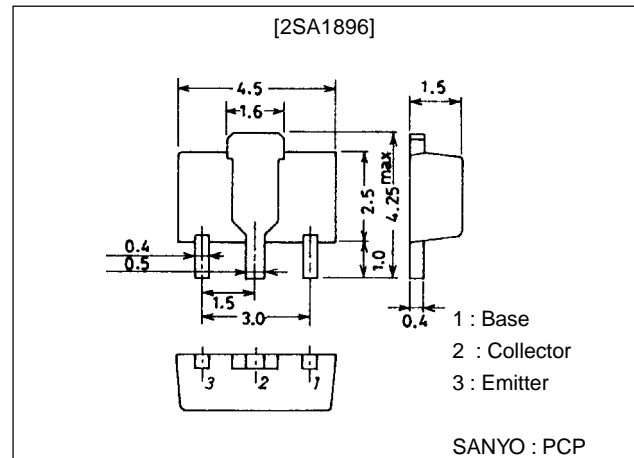 [2SA1896]
4.5
1.6
1.5
2.5
4.25max
1.0
0.4
0.5
1.5
3.0
0.4
1 : Base
2 : Collector
3 : Emitter
3 2 1
SANYO : PCP